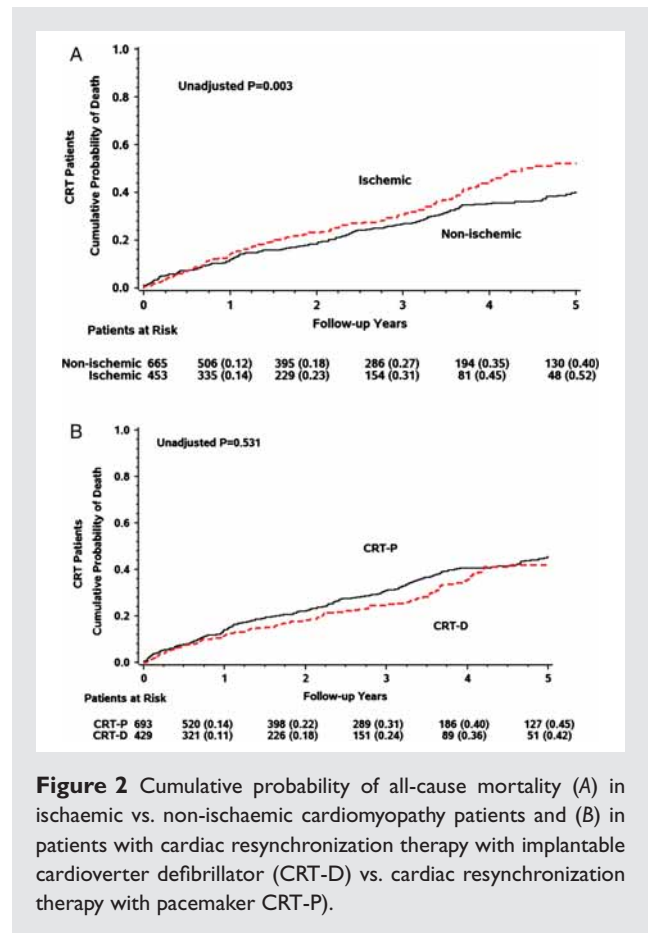 A
Unadjusted P=0.003
CRT Patients
Cumulative Probability of Death
1.0
0.8
0.6
0.4
0.2
0.0
Ischemic
Non-ischemic
0 1 2 3 4 5
Follow-up Years
Patients at Risk
Non-ischemic 665 506 (0.12) 395 (0.18) 286 (0.27) 194 (0.35) 130 (0.40)
Ischemic 453 335 (0.14) 229 (0.23) 154 (0.31) 81 (0.45) 48 (0.52)
B
Unadjusted P=0.531
CRT Patients
Cumulative Probability of Death
1.0
0.8
0.6
0.4
0.2
0.0
CRT-P
CRT-D
0 1 2 3 4 5
Patients at Risk
Follow-up Years
CRT-P 693 520 (0.14) 398 (0.22) 289 (0.31) 186 (0.40) 127 (0.45)
CRT-D 429 321 (0.11) 226 (0.18) 151 (0.24) 89 (0.36) 51 (0.42)
Figure 2 Cumulative probability of all-cause mortality (A) in
ischaemic vs. non-ischaemic cardiomyopathy patients and (B) in
patients with cardiac resynchronization therapy with implantable
cardioverter defibrillator (CRT-D) vs. cardiac resynchronization
therapy with pacemaker CRT-P).